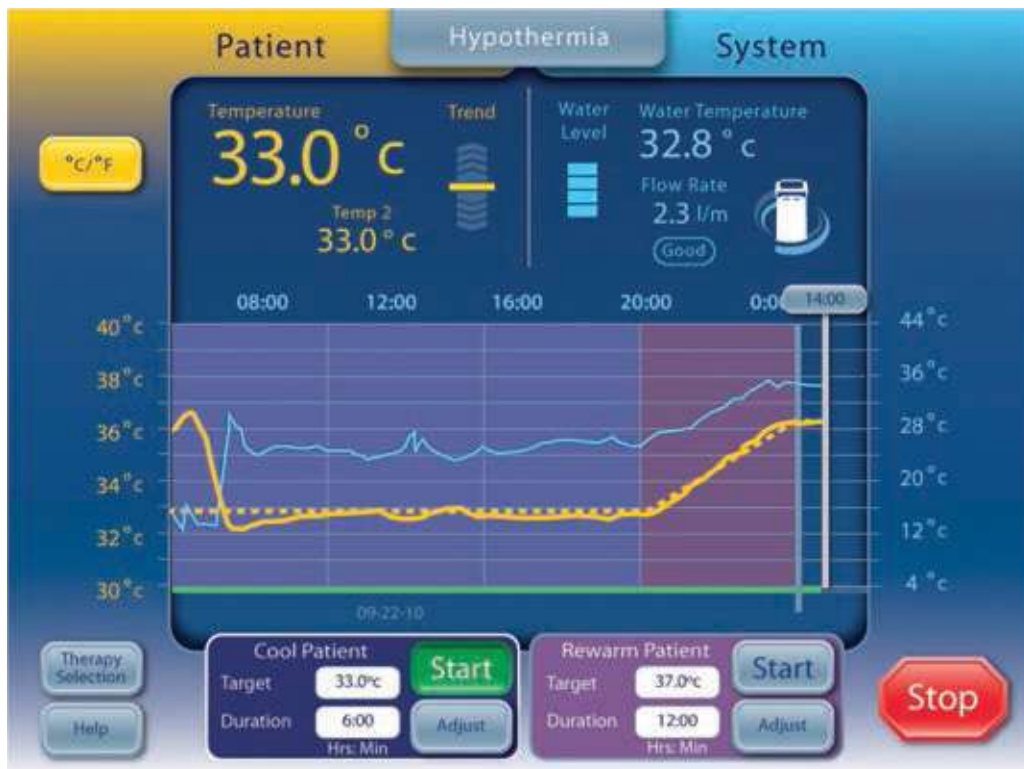 Patient
Hypothermia
System
Temperature
33.0 °c
Trend
Temp 2
33.0° c
Water
Level
Water Temperature
32.8 ° c
Flow Rate
2.3 l/m
Good
°C/°F
08:00 12:00 16:00 20:00 0:0 14:00
40°c
38°c
36°c
34°c
32°c
30°c
44°c
36°c
28°c
20°c
12°c
4°c
09-22-10
Therapy
Selection
Help
Cool Patient
Target 33.0°c
Start
Duration 6:00
Adjust
Hrs: Min
Rewarm Patient
Target 37.0°c
Start
Duration 12:00
Adjust
Hrs: Min
Stop